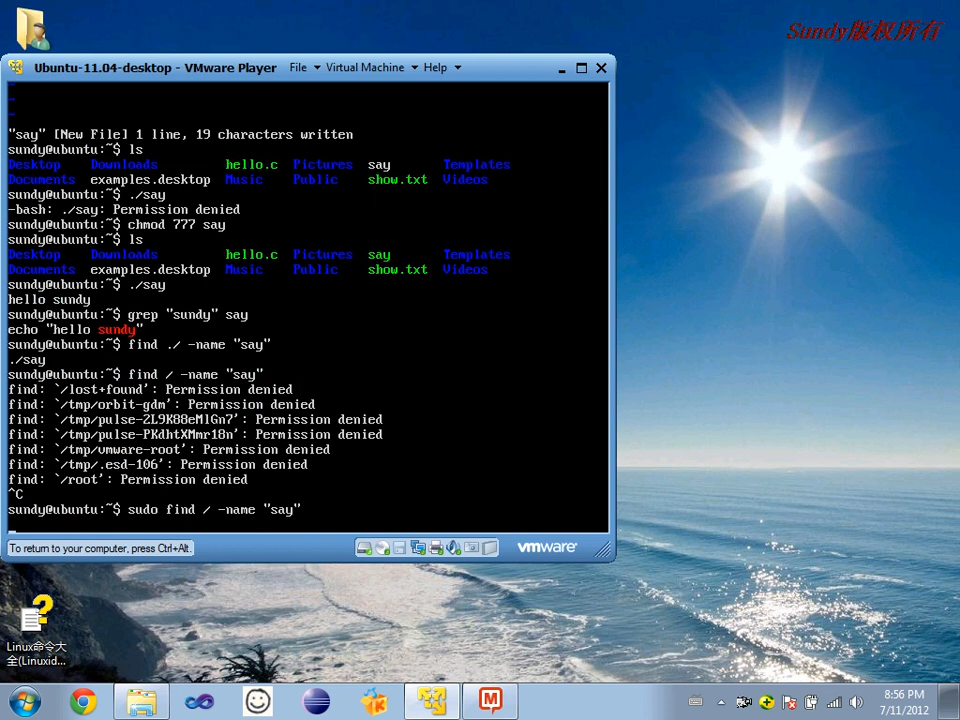 Sundy版权所有
Ubuntu-11.04-desktop - VMware Player File Virtual Machine Help
~
~
~
"say" [New File] 1 line, 19 characters written
sundy@ubuntu:~$ ls
Desktop Downloads hello.c Pictures say Templates
Documents examples.desktop Music Public show.txt Videos
sundy@ubuntu:~$ ./say
-bash: ./say: Permission denied
sundy@ubuntu:~$ chmod 777 say
sundy@ubuntu:~$ ls
Desktop Downloads hello.c Pictures say Templates
Documents examples.desktop Music Public show.txt Videos
sundy@ubuntu:~$ ./say
hello sundy
sundy@ubuntu:~$ grep "sundy" say
echo "hello sundy"
sundy@ubuntu:~$ find ./ -name "say"
./say
sundy@ubuntu:~$ find / -name "say"
find: `/lost+found': Permission denied
find: `/tmp/orbit-gdm': Permission denied
find: `/tmp/pulse-2L9K88eMlGn7': Permission denied
find: `/tmp/pulse-PKdhtXMmr18n': Permission denied
find: `/tmp/vmware-root': Permission denied
find: `/tmp/.esd-106': Permission denied
find: `/root': Permission denied
^C
sundy@ubuntu:~$ sudo find / -name "say"
To return to your computer, press Ctrl+Alt.
vmware
Linux命令大
全(Linuxid...
8:56 PM
7/11/2012